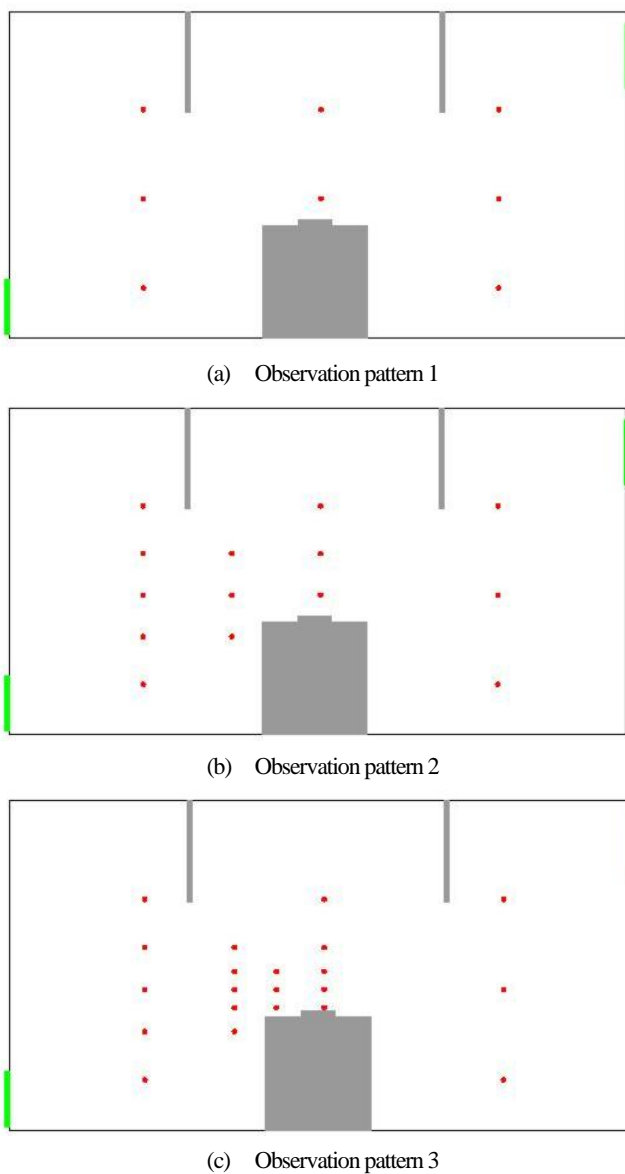 (a) Observation pattern 1
(b) Observation pattern 2
(c) Observation pattern 3